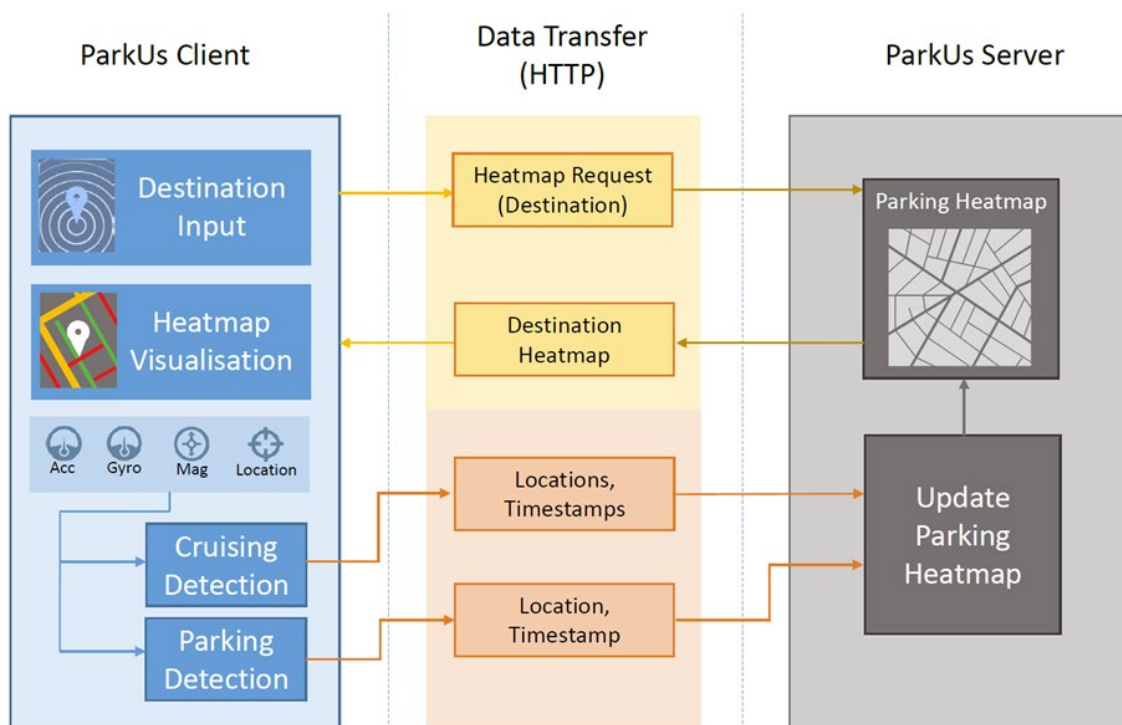 ParkUs Client
Data Transfer
(HTTP)
ParkUs Server
Destination
Input
Heatmap Request
(Destination)
Parking Heatmap
Heatmap
Visualisation
Destination
Heatmap
Acc
Gyro
Mag
Location
Locations,
Timestamps
Update
Parking
Heatmap
Cruising
Detection
Location,
Timestamp
Parking
Detection